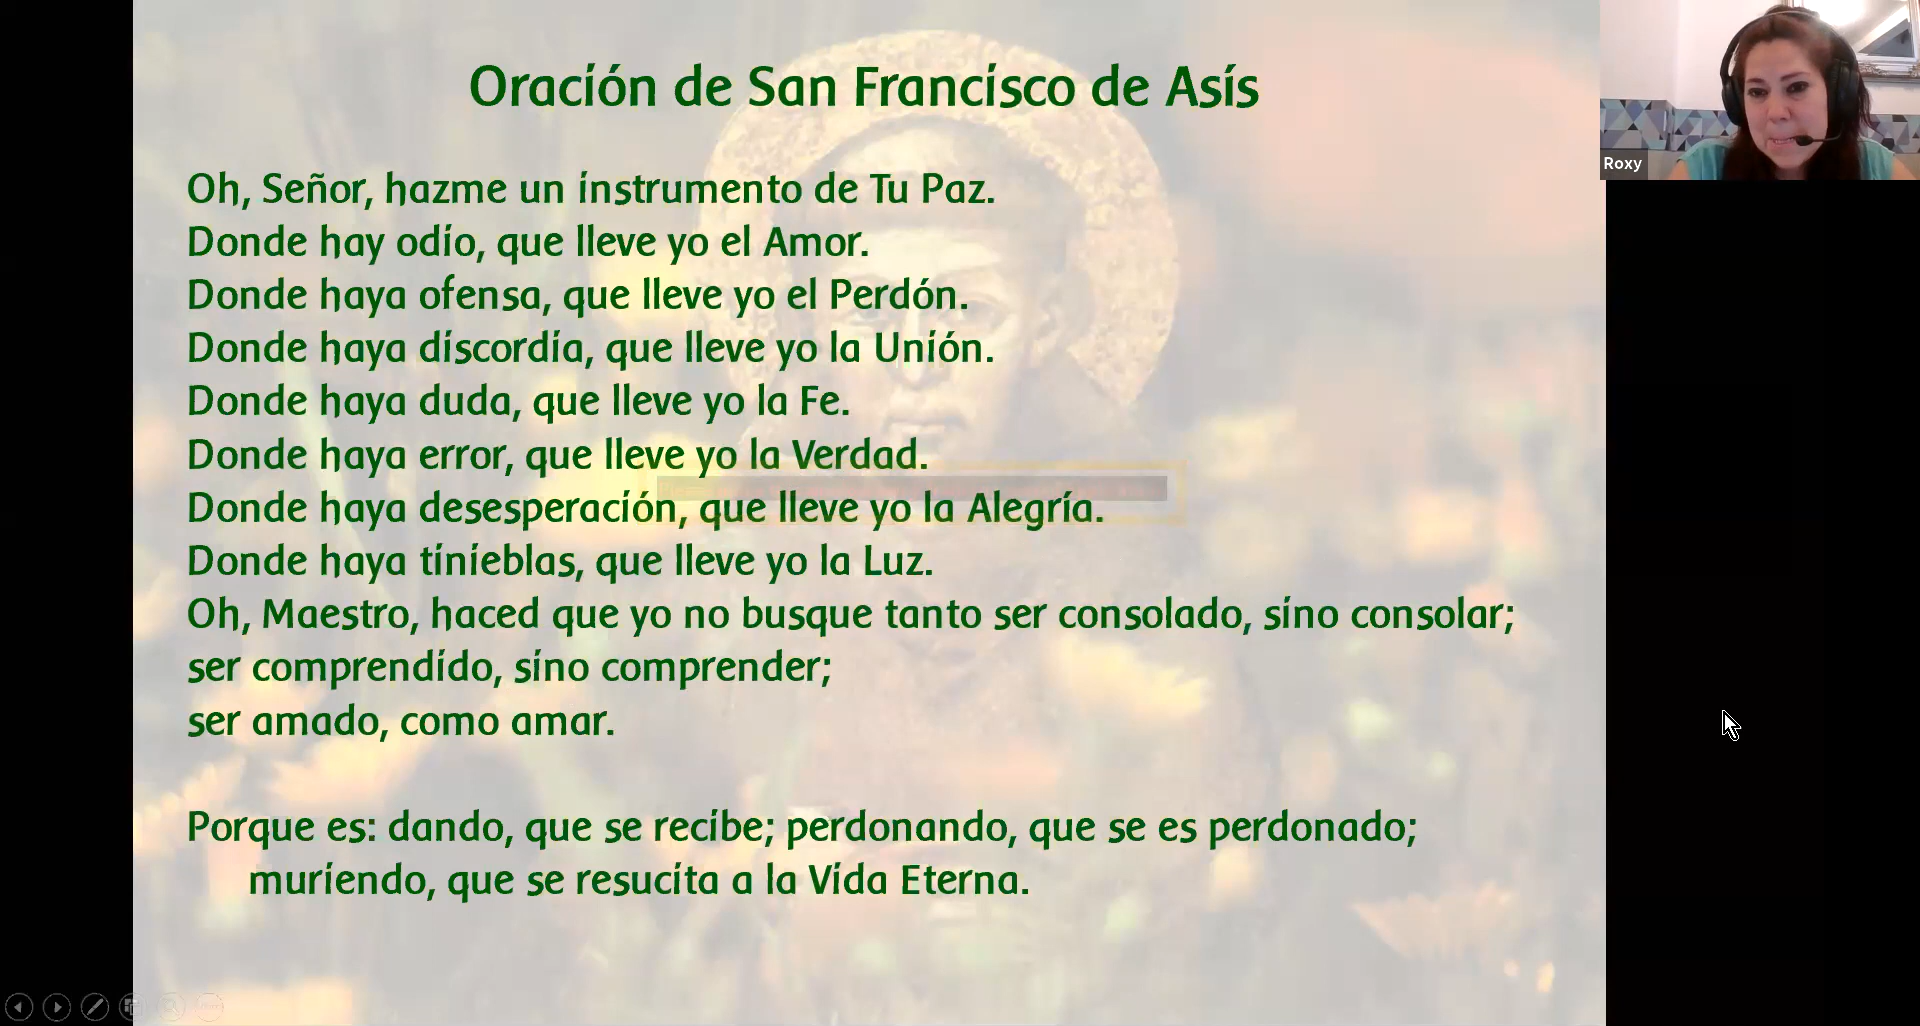 Oración de San Francisco de Asís
Oh, Señor, hazme un instrumento de Tu Paz.
Donde hay odio, que lleve yo el Amor.
Donde haya ofensa, que lleve yo el Perdón.
Donde haya discordia, que lleve yo la Unión.
Donde haya duda, que lleve yo la Fe.
Donde haya error, que lleve yo la Verdad.
Donde haya desesperación, que lleve yo la Alegría.
Donde haya tinieblas, que lleve yo la Luz.
Oh, Maestro, haced que yo no busque tanto ser consolado, sino consolar;
ser comprendido, sino comprender;
ser amado, como amar.
Porque es: dando, que se recibe; perdonando, que se es perdonado;
muriendo, que se resucita a la Vida Eterna.
Roxy